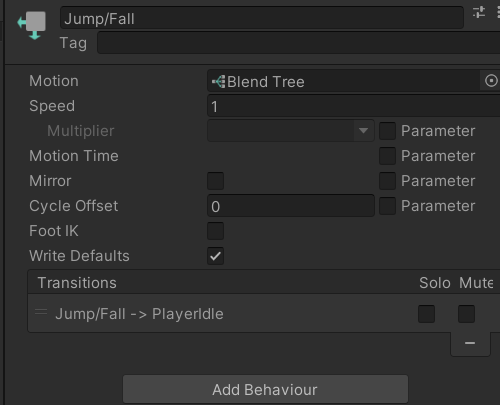 Jump/Fall
Tag
Motion Blend Tree
Speed 1
Multiplier Parameter
Motion Time Parameter
Mirror
Cycle Offset 0 Parameter
Foot IK
Write Defaults
Transitions Solo Mute
Jump/Fall -> PlayerIdle
Add Behaviour